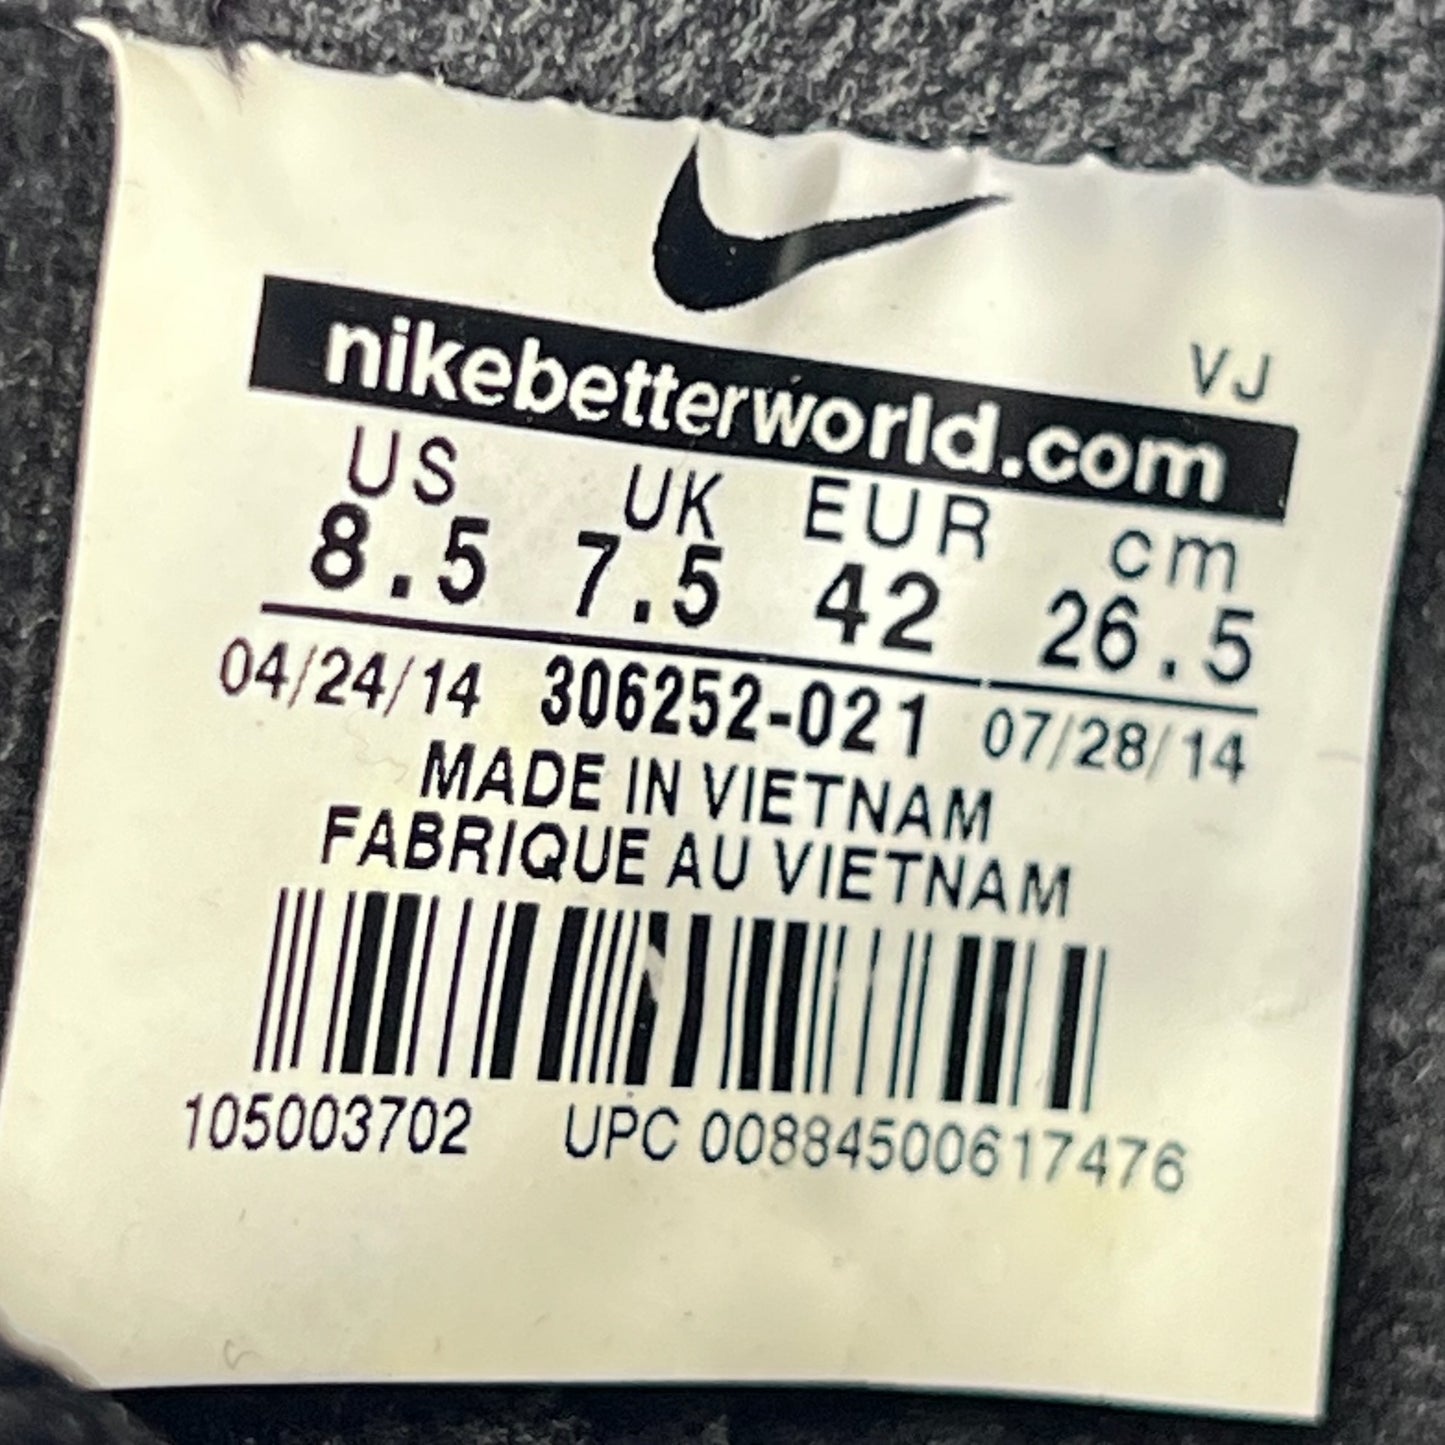 VJ
nikebetterworld.com
US UK EUR cm
8.5 7.5 42 26.5
04/24/14 306252-021 07/28/14
MADE IN VIETNAM
FABRIQUE AU VIETNAM
105003702 UPC 00884500617476